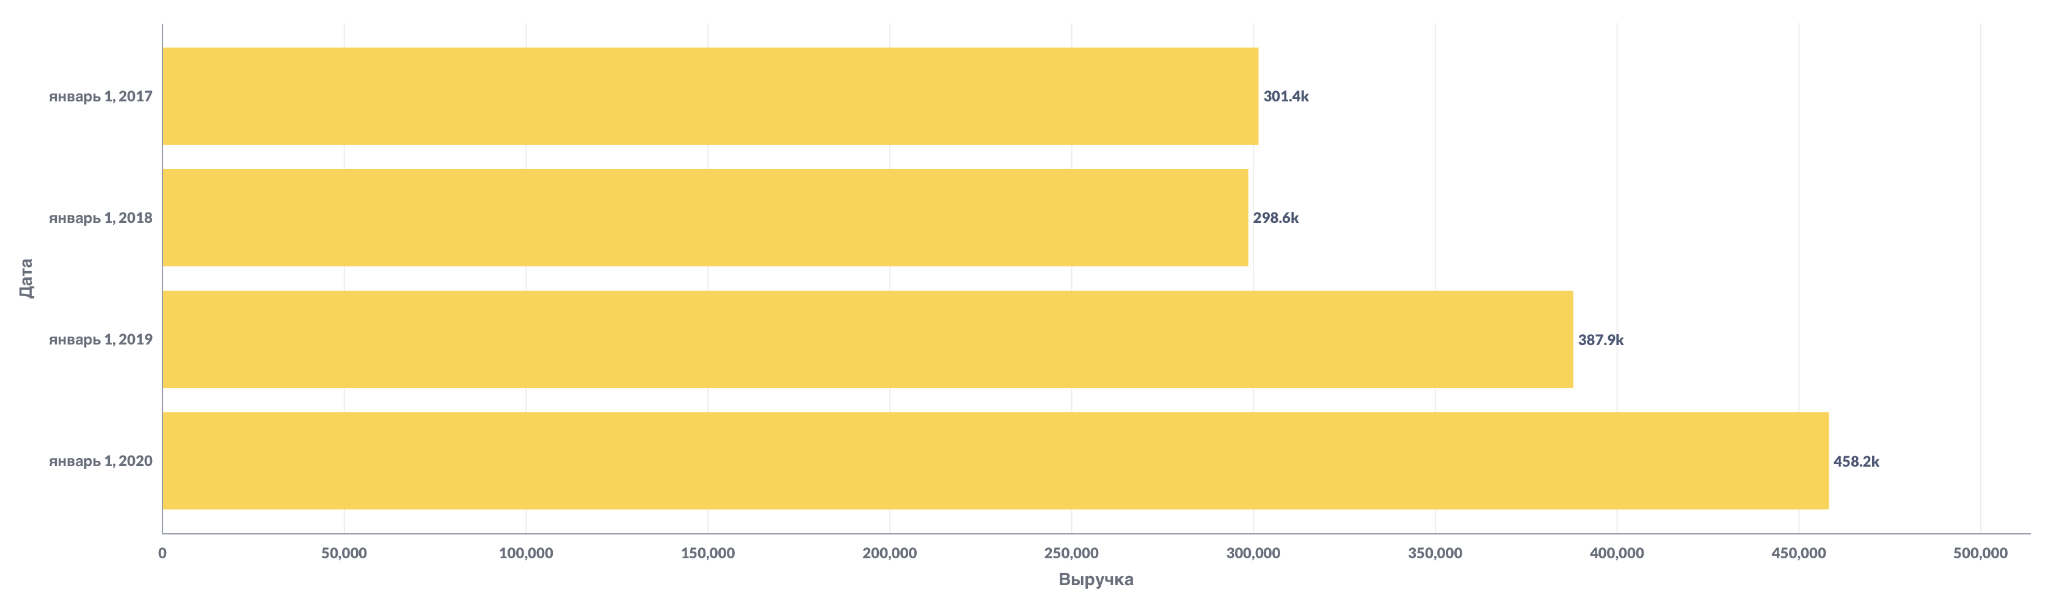 январь 1, 2017
301.4k
январь 1, 2018
298.6k
Дата
январь 1, 2019
387.9k
январь 1, 2020
458.2k
0 50,000 100,000 150,000 200,000 250,000 300,000 350,000 400,000 450,000 500,000
Выручка